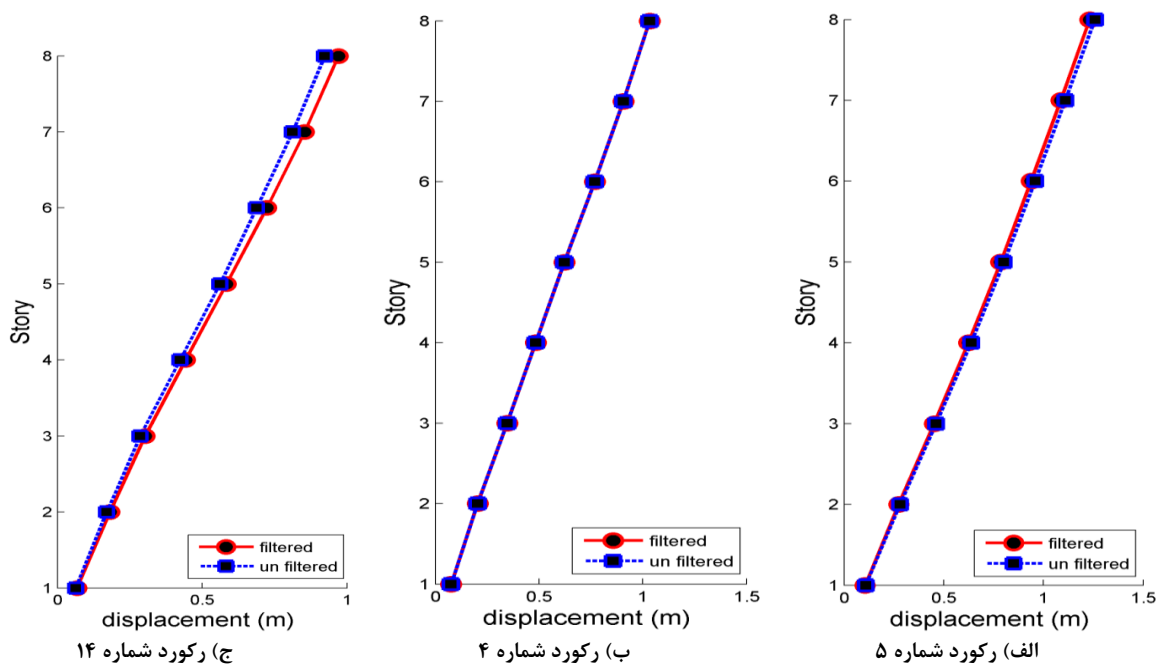 8
7
6
5
4
3
2
1
Story
filtered
un filtered
0
0.5
1
displacement (m)
ج) رکورد شماره ۱۴
8
7
6
5
4
3
2
1
Story
filtered
un filtered
0
0.5
1
1.5
displacement (m)
ب) رکورد شماره ۴
8
7
6
5
4
3
2
1
Story
filtered
un filtered
0
0.5
1
1.5
displacement (m)
الف) رکورد شماره ۵